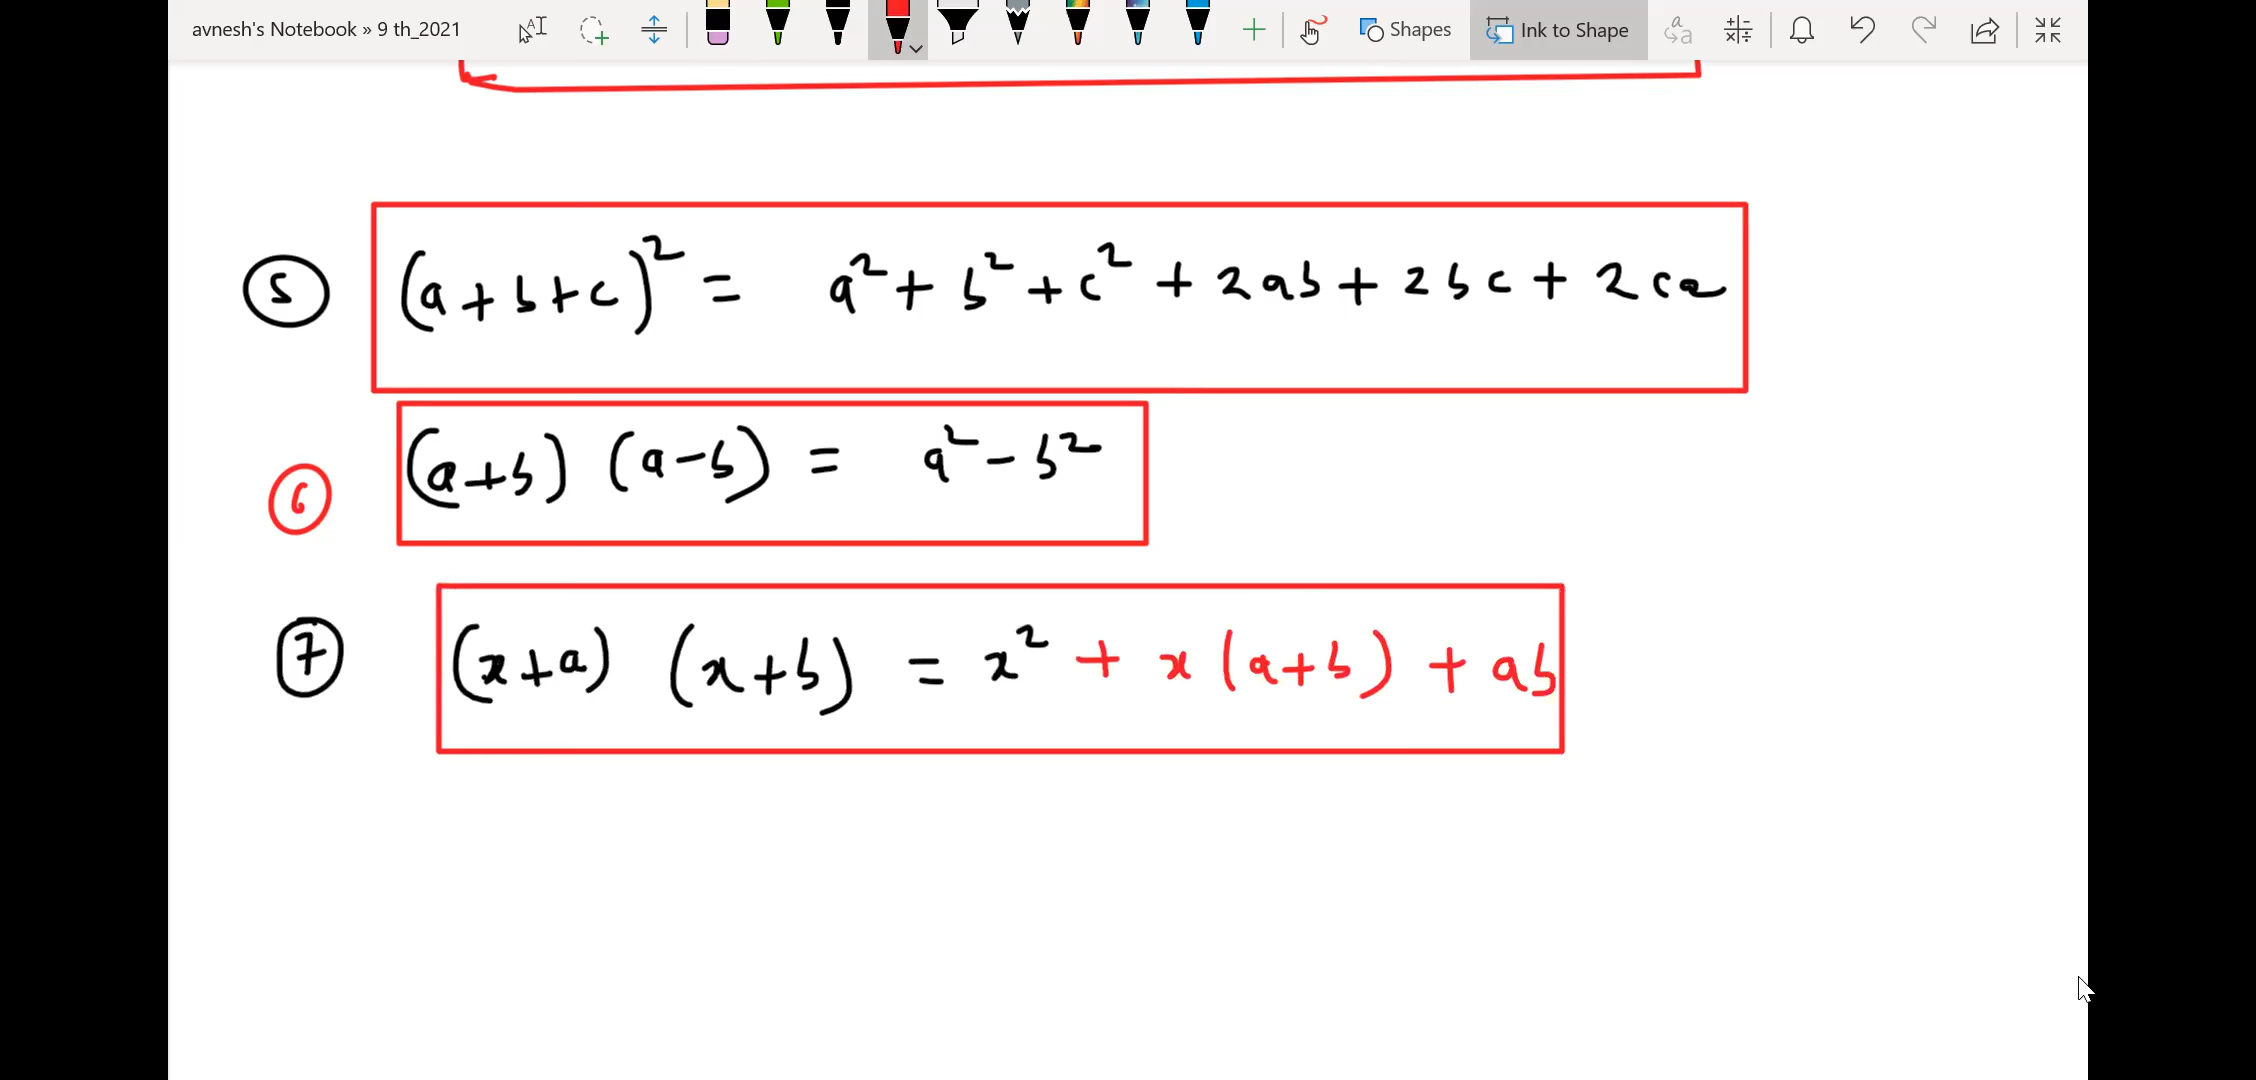 avnesh's Notebook » 9 th_2021 Shapes Ink to Shape
5 (a+b+c)² = a² + b² + c² + 2ab + 2bc + 2ca
6 (a+b) (a-b) = a² - b²
7 (x+a) (x+b) = x² + x(a+b) + ab